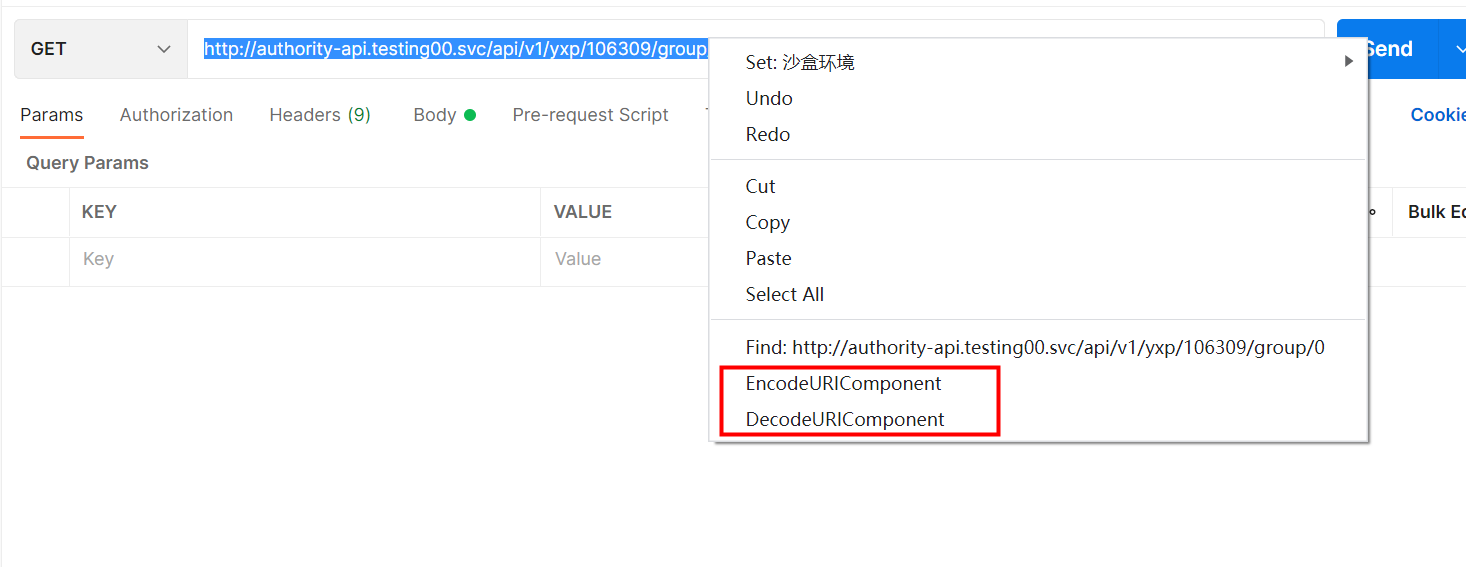 GET
http://authority-api.testing00.svc/api/v1/yxp/106309/group/
Send
Params Authorization Headers (9) Body Pre-request Script
Cookie
Query Params
KEY VALUE
Bulk Ed
Key Value
Set: 沙盒环境
Undo
Redo
Cut
Copy
Paste
Select All
Find: http://authority-api.testing00.svc/api/v1/yxp/106309/group/0
EncodeURIComponent
DecodeURIComponent